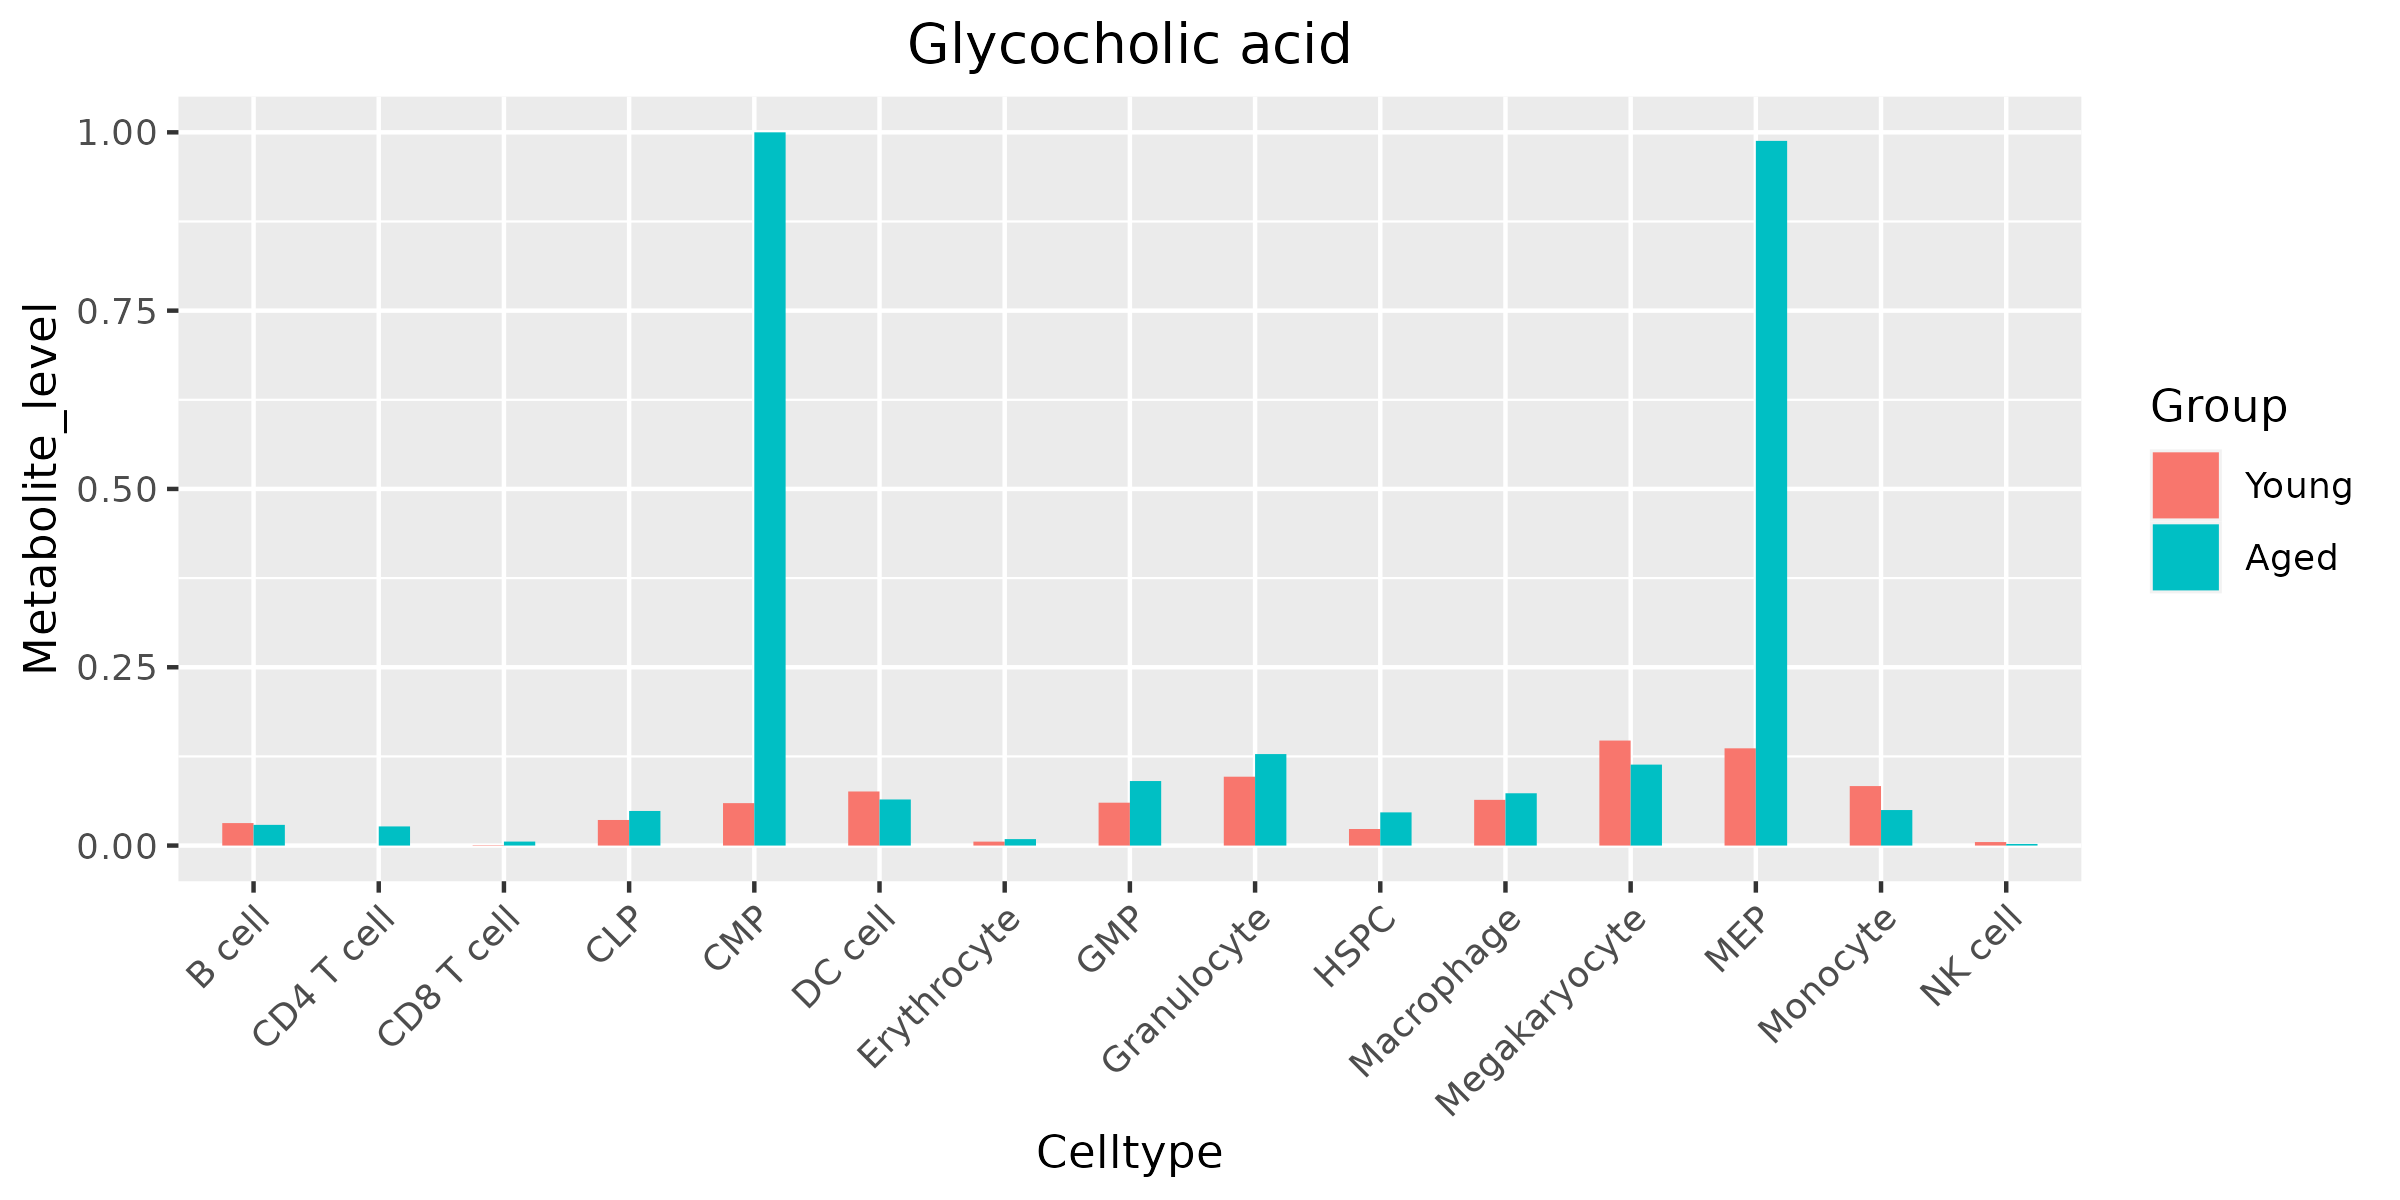 Glycocholic acid
Metabolite_level
1.00
0.75
0.50
0.25
0.00
B cell
CD4 T cell
CD8 T cell
CLP
CMP
DC cell
Erythrocyte
GMP
Granulocyte
HSPC
Macrophage
Megakaryocyte
MEP
Monocyte
NK cell
Celltype
Group
Young
Aged